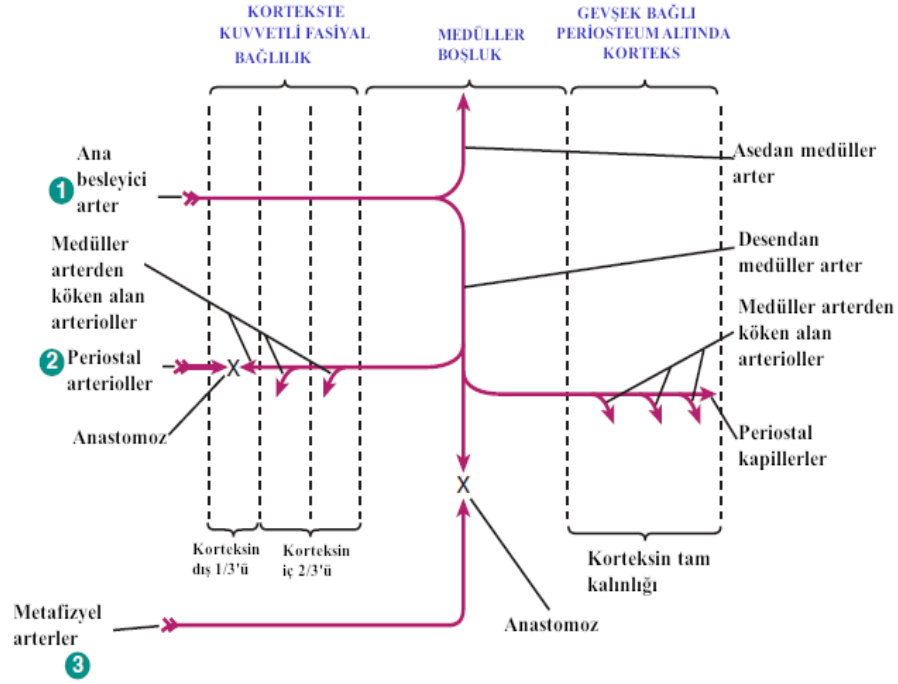 KORTEKSTE
KUVVETLİ FASİYAL
BAĞLILIK
MEDÜLLER
BOŞLUK
GEVŞEK BAĞLI
PERİOSTEUM ALTINDA
KORTEKS
Ana
besleyici
arter
1
Asedan medüller
arter
Medüller
arterden
köken alan
arterioller
Desendan
medüller arter
2
Periostal
arterioller
X
Medüller arterden
köken alan
arterioller
Anastomoz
Periostal
kapillerler
X
Korteksin
dış 1/3'ü
Korteksin
iç 2/3'ü
Korteksin tam
kalınlığı
Anastomoz
Metafizyel
arterler
3